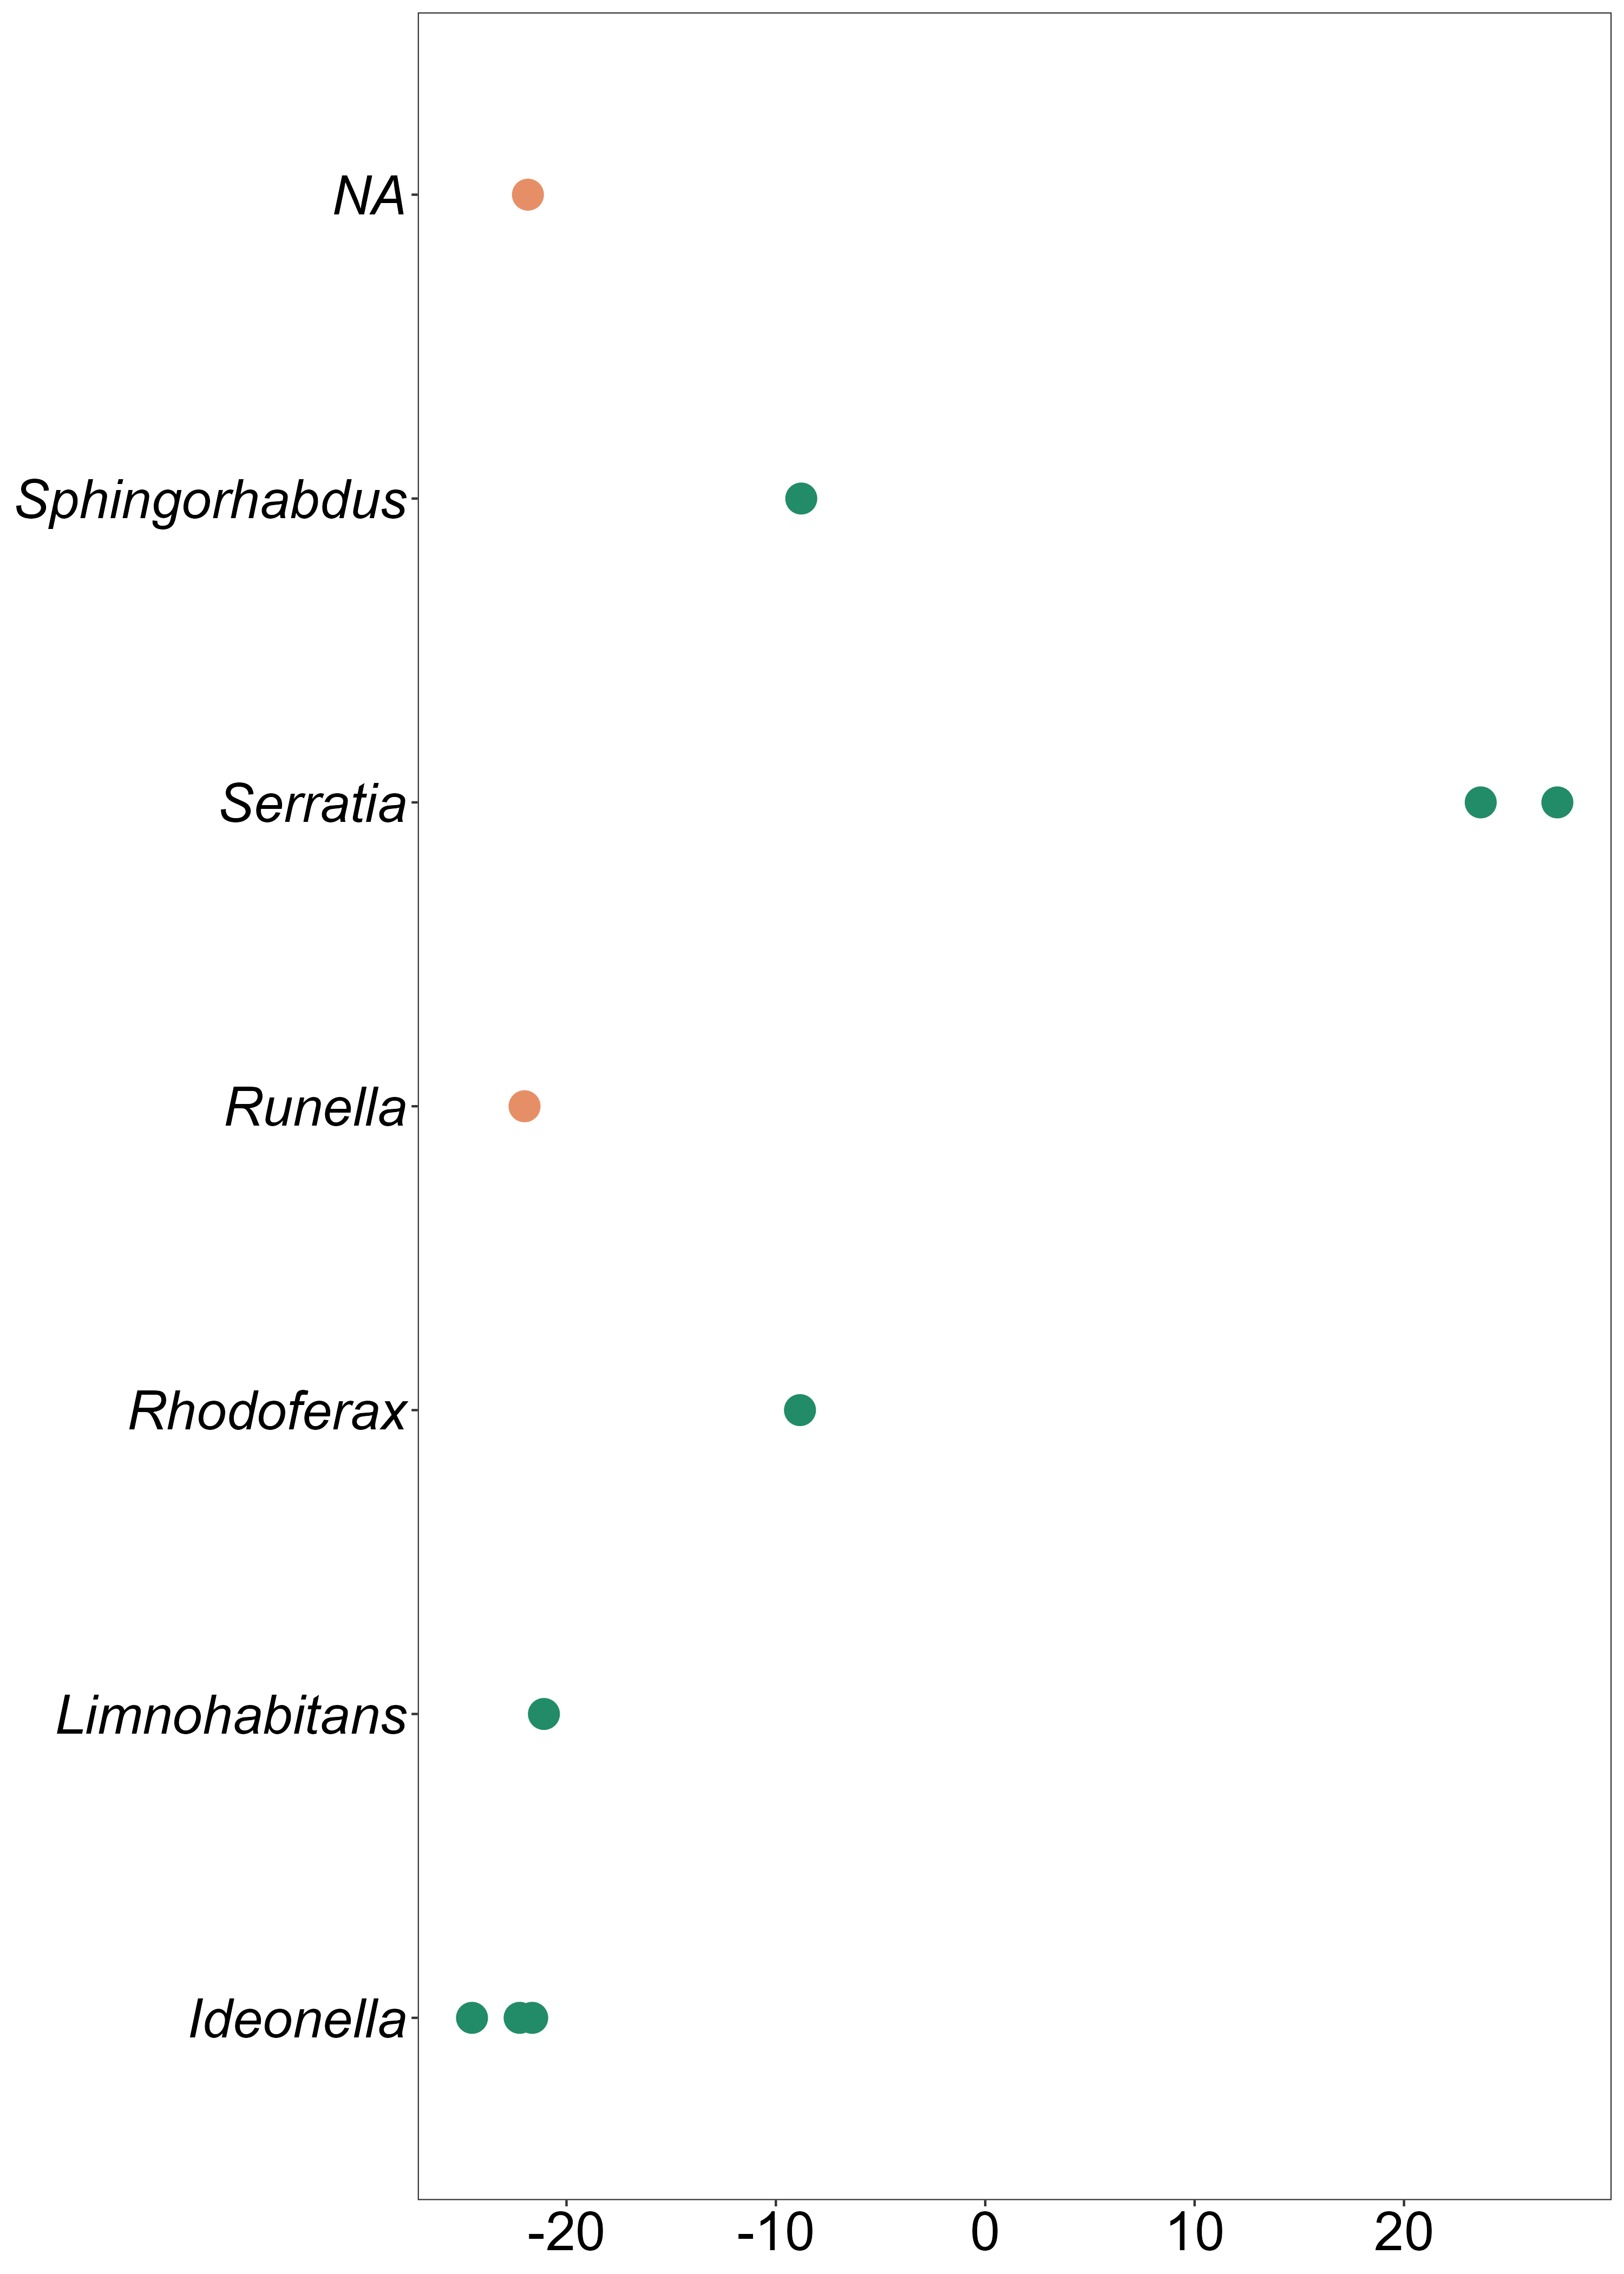 NA
Sphingorhabdus
Serratia
Runella
Rhodoferax
Limnohabitans
Ideonella
-20 -10 0 10 20